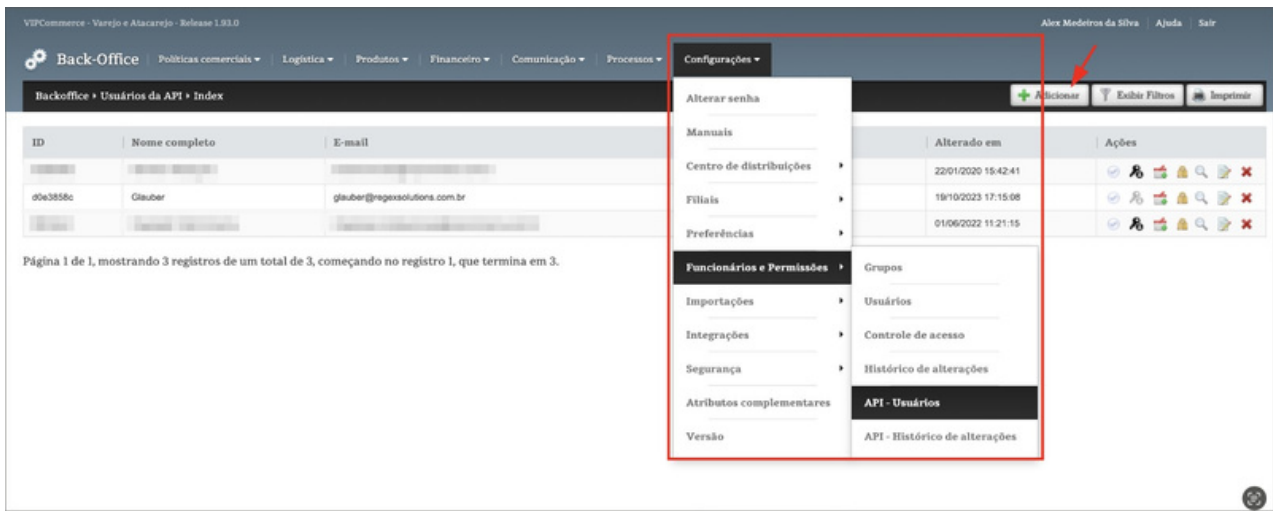 VIPCommerce - Varejo e Atacarejo - Release 1.93.0
Alex Medeiros da Silva Ajuda Sair
Back-Office Políticas comerciais Logística Produtos Financeiro Comunicação Processos Configurações
Backoffice Usuários da API Index
Adicionar Exibir Filtros Imprimir
Alterar senha
Manuais
Centro de distribuições
Filiais
Preferências
Funcionários e Permissões
Importações
Integrações
Segurança
Atributos complementares
Versão
Grupos
Usuários
Controle de acesso
Histórico de alterações
API - Usuários
API - Histórico de alterações
ID Nome completo E-mail Alterado em Ações
22/01/2020 15:42:41
d0e3858c Glauber glauber@regexsolutions.com.br 19/10/2023 17:15:08
01/06/2022 11:21:15
Página 1 de 1, mostrando 3 registros de um total de 3, começando no registro 1, que termina em 3.